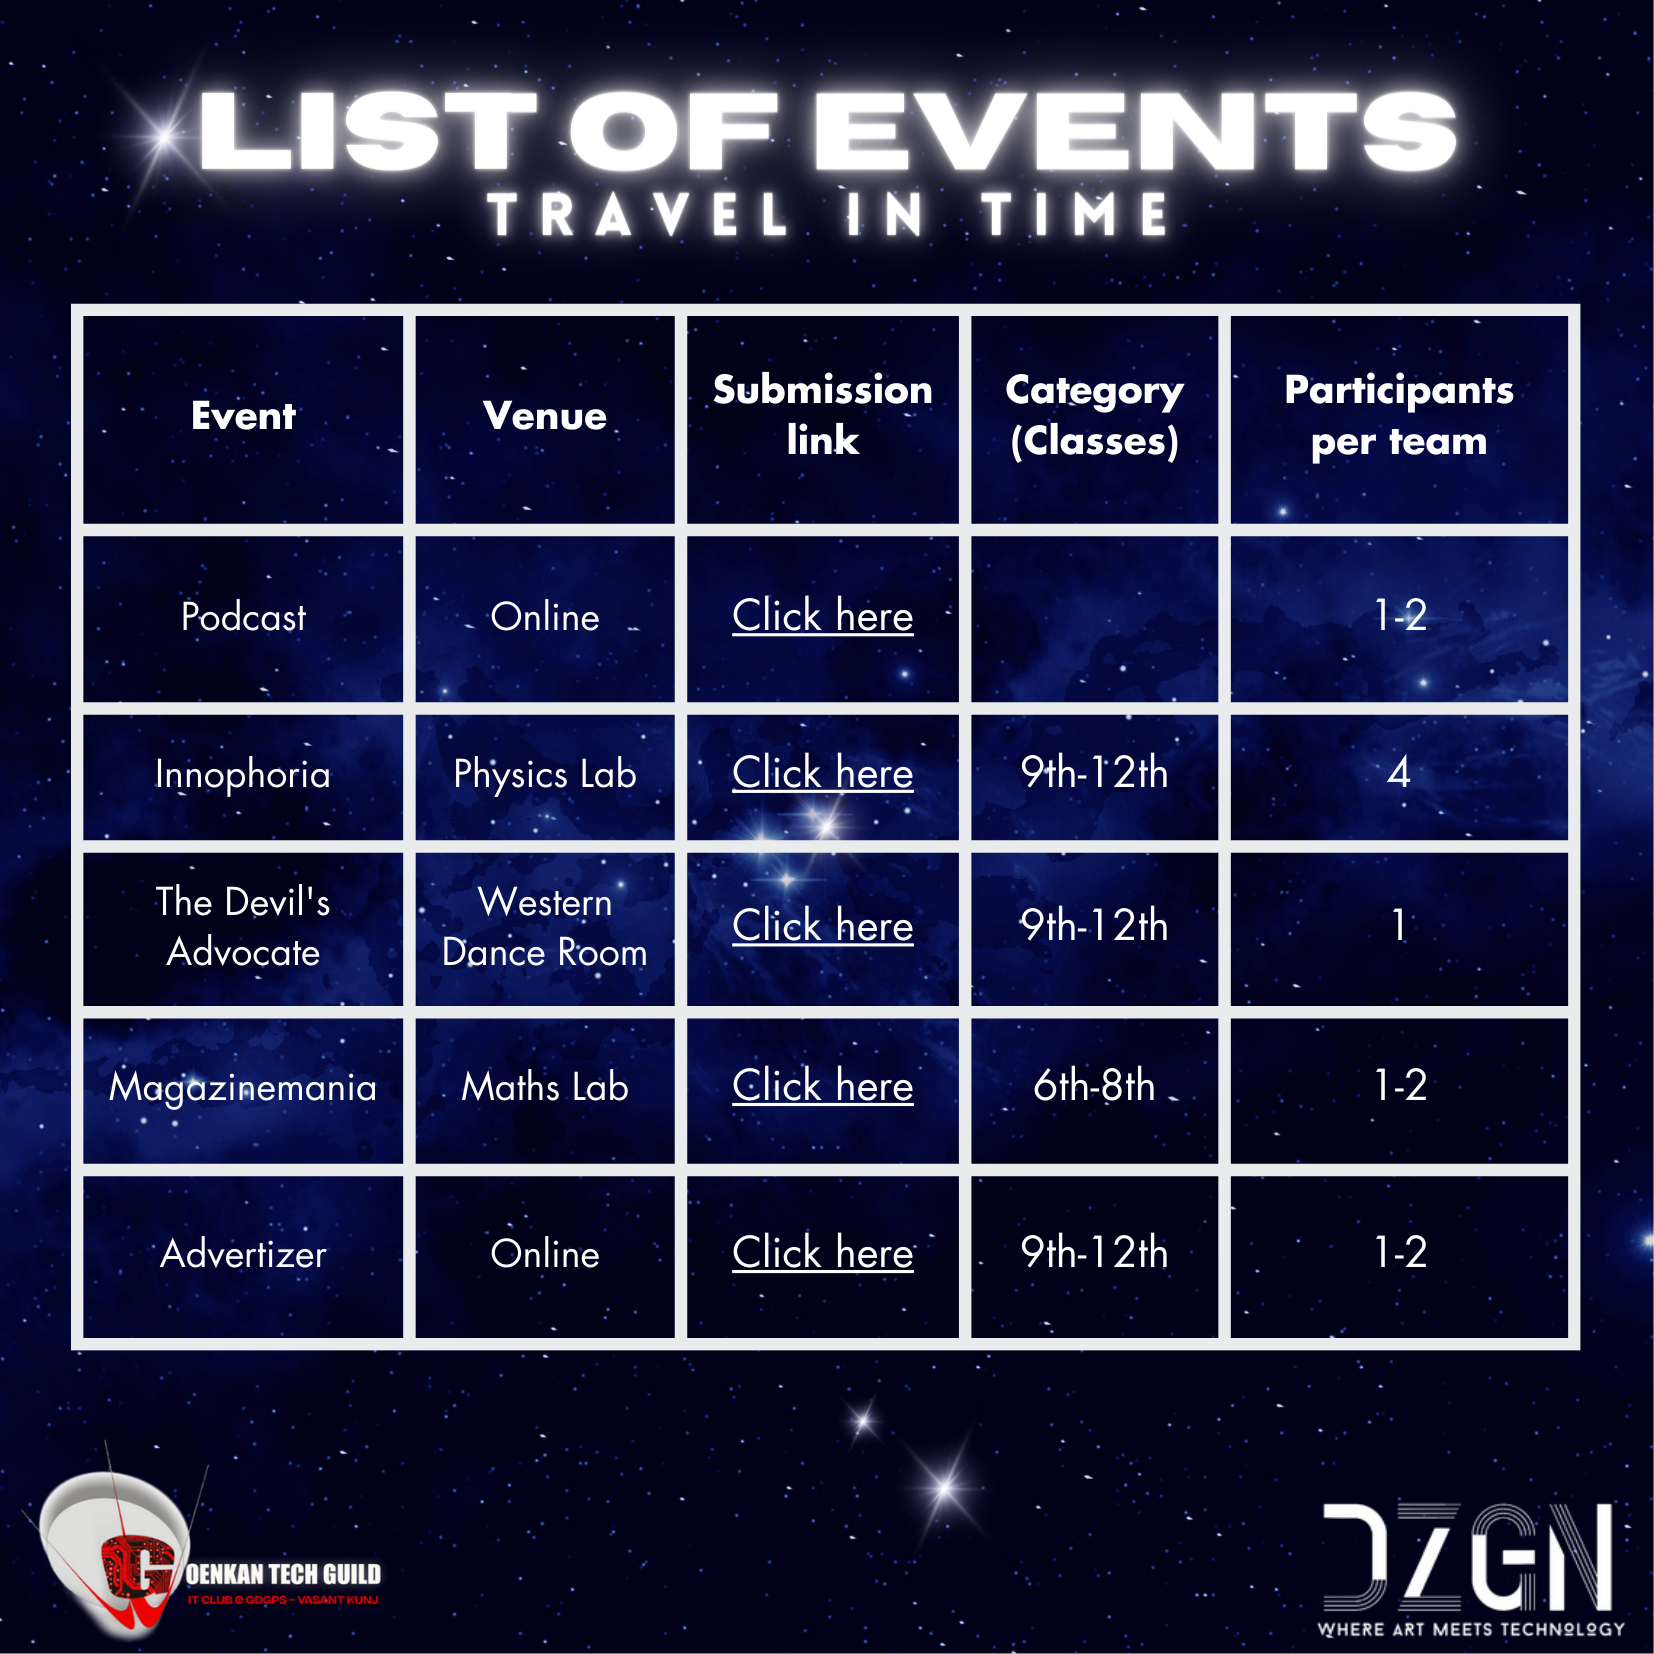 LIST OF EVENTS
TRAVEL IN TIME
Event Venue Submission link Category (Classes) Participants per team
Podcast Online Click here 1-2
Innophoria Physics Lab Click here 9th-12th 4
The Devil's Advocate Western Dance Room Click here 9th-12th 1
Magazinemania Maths Lab Click here 6th-8th 1-2
Advertizer Online Click here 9th-12th 1-2
GOENKAN TECH GUILD
IT CLUB @ GDGPS - VASANT KUNJ
DZGN
WHERE ART MEETS TECHNOLOGY